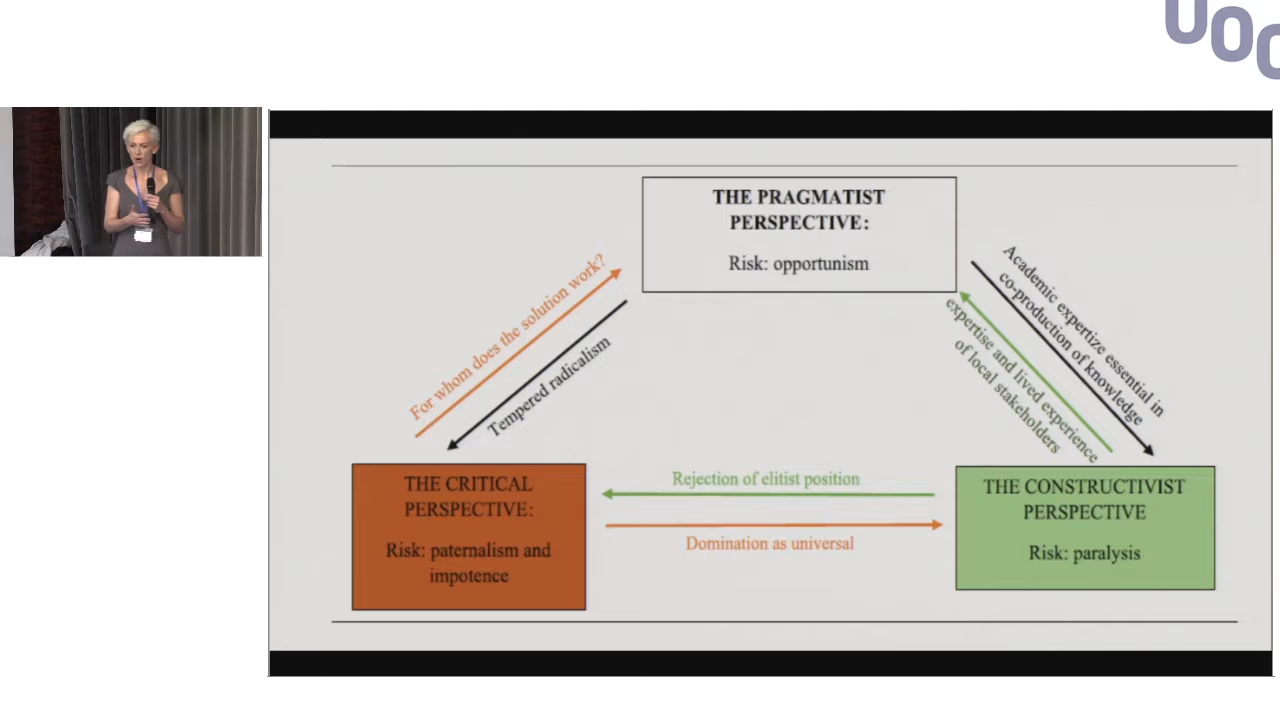 UOC
THE PRAGMATIST
PERSPECTIVE:
Risk: opportunism
For whom does the solution work?
Tempered radicalism
Academic expertize essential in
co-production of knowledge
expertise and lived experience
of local stakeholders
THE CRITICAL
PERSPECTIVE:
Risk: paternalism and
impotence
Rejection of elitist position
Domination as universal
THE CONSTRUCTIVIST
PERSPECTIVE
Risk: paralysis